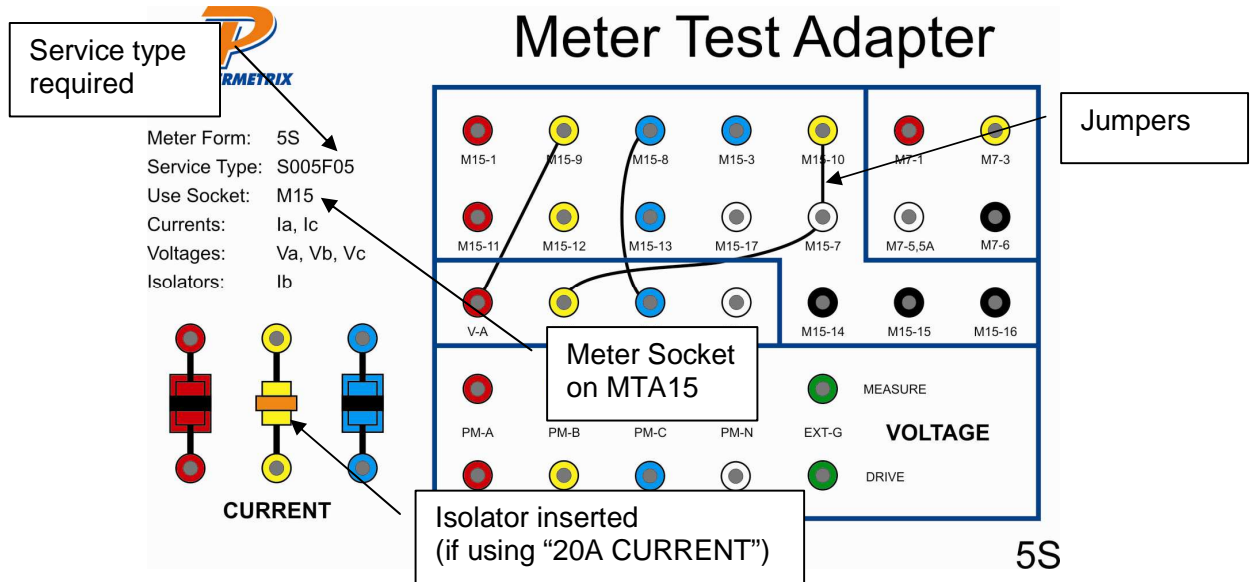 Service type
required
RMETRIX
Meter Test Adapter
Jumpers
Meter Form: 5S
Service Type: S005F05
Use Socket: M15
Currents: Ia, Ic
Voltages: Va, Vb, Vc
Isolators: Ib
M15-1 M15-9 M15-8 M15-3 M15-10 M7-1 M7-3
M15-11 M15-12 M15-13 M15-17 M15-7 M7-5,5A M7-6
V-A M15-14 M15-15 M15-16
Meter Socket
on MTA15
MEASURE
PM-A PM-B PM-C PM-N EXT-G VOLTAGE
DRIVE
CURRENT
Isolator inserted
(if using “20A CURRENT”)
5S